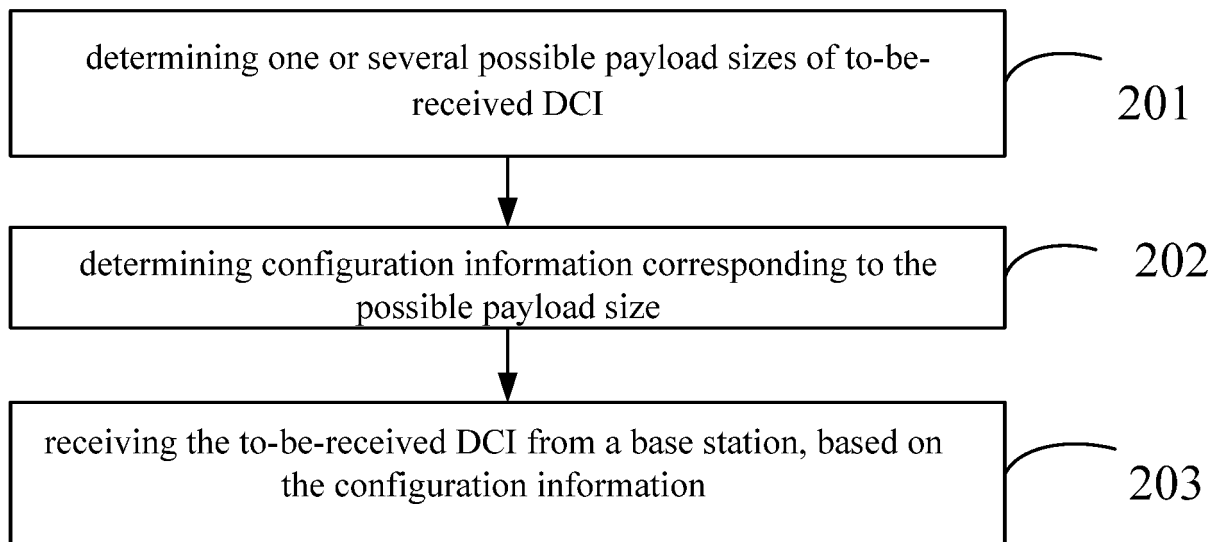 determining one or several possible payload sizes of to-be-
received DCI
201
determining configuration information corresponding to the
possible payload size
202
receiving the to-be-received DCI from a base station, based on
the configuration information
203